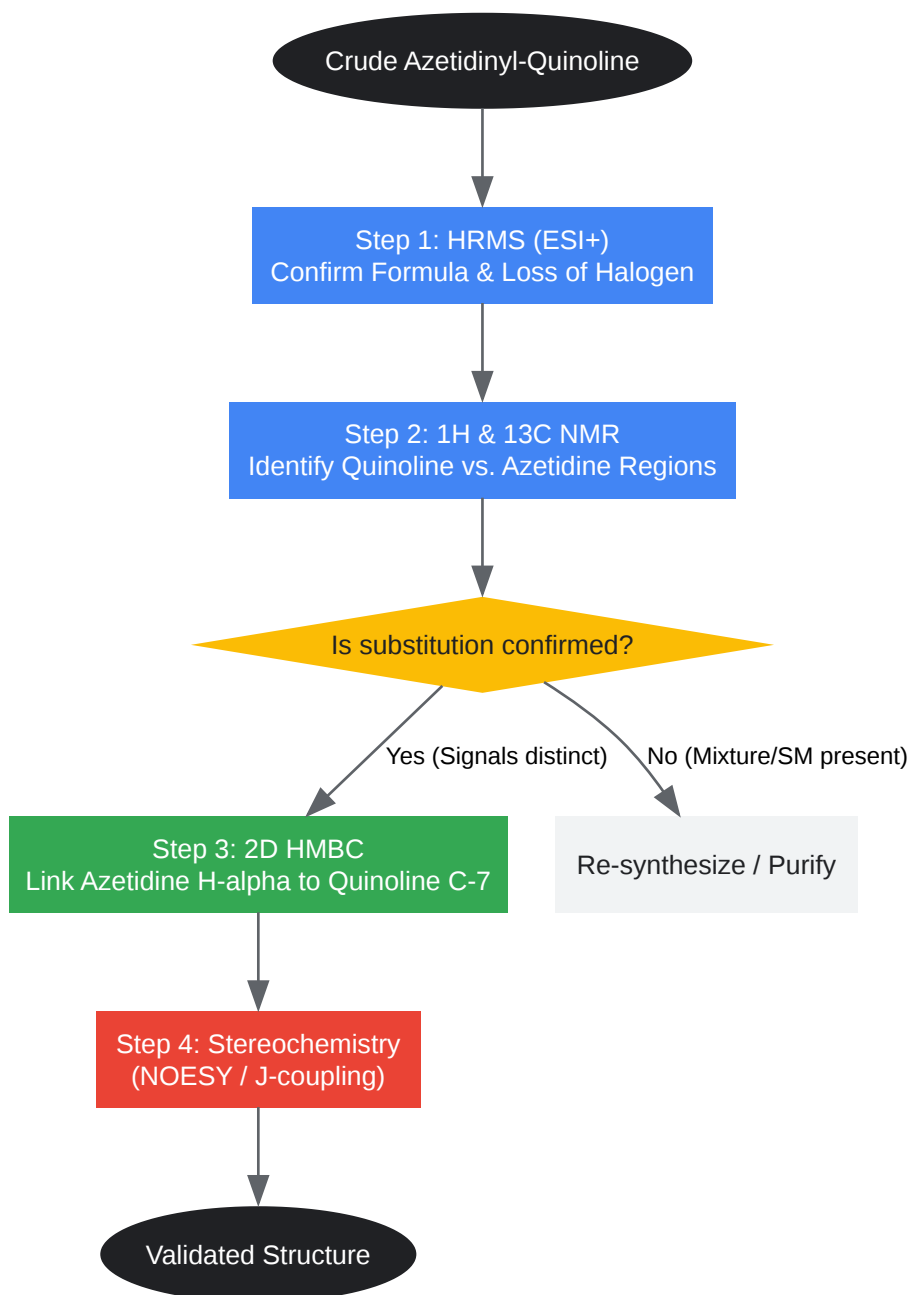 Crude Azetidinyl-Quinoline
Step 1: HRMS (ESI+)
Confirm Formula & Loss of Halogen
Step 2: 1H & 13C NMR
Identify Quinoline vs. Azetidine Regions
Is substitution confirmed?
Yes (Signals distinct)
No (Mixture/SM present)
Step 3: 2D HMBC
Link Azetidine H-alpha to Quinoline C-7
Re-synthesize / Purify
Step 4: Stereochemistry
(NOESY / J-coupling)
Validated Structure